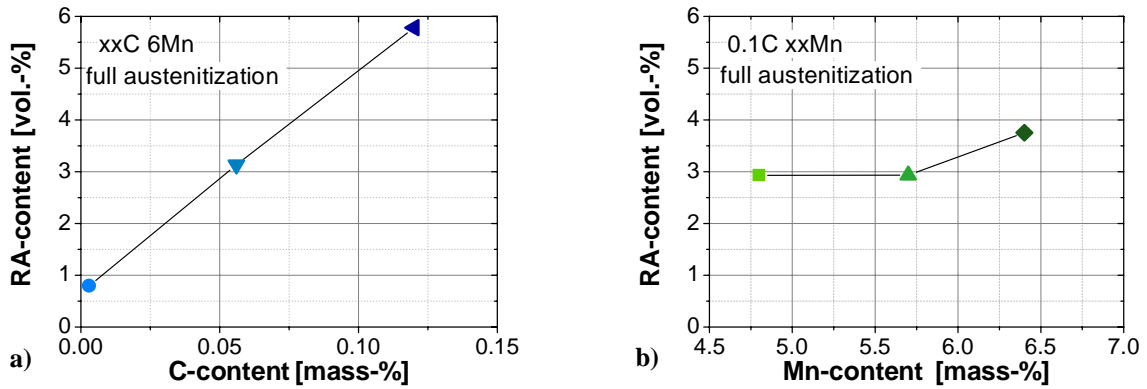 xxC 6Mn
full austenitization
RA-content [vol.-%]
6
5
4
3
2
1
0
0.00
0.05
0.10
0.15
C-content [mass-%]
a)
0.1C xxMn
full austenitization
RA-content [vol.-%]
6
5
4
3
2
1
0
4.5
5.0
5.5
6.0
6.5
7.0
Mn-content [mass-%]
b)